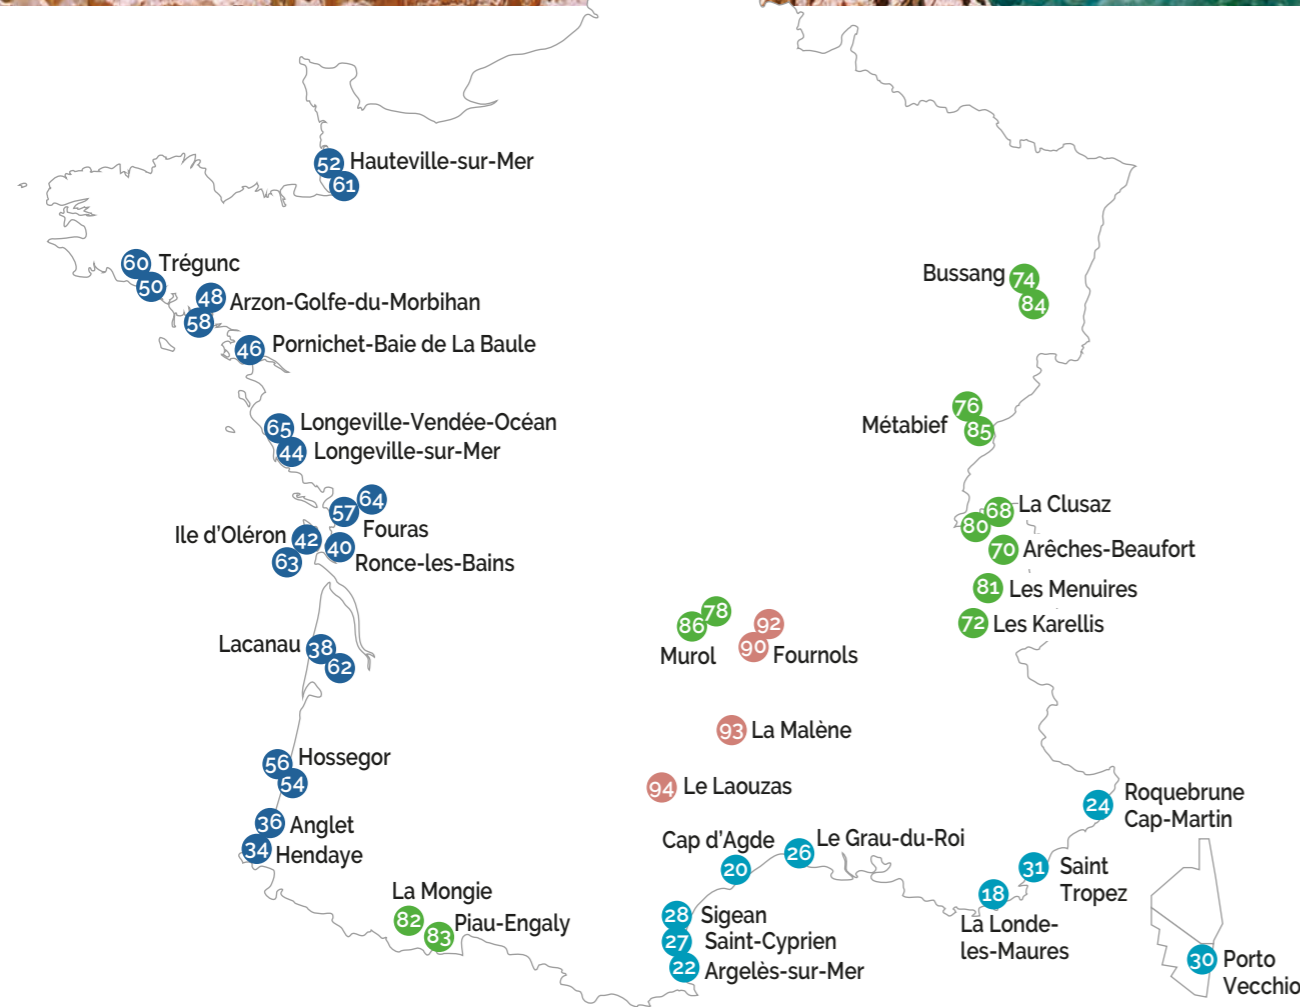 52 Hauteville-sur-Mer
61
60 Trégunc
50
48 Arzon-Golfe-du-Morbihan
58
46 Pornichet-Baie de La Baule
65 Longeville-Vendée-Océan
44 Longeville-sur-Mer
64
57 Fouras
Ile d'Oléron 42
63
40 Ronce-les-Bains
Lacanau 38
62
56 Hossegor
54
36 Anglet
34 Hendaye
La Mongie
82
83 Piau-Engaly
Bussang 74
84
76
Métabief 85
68 La Clusaz
80
70 Arêches-Beaufort
81 Les Menuires
72 Les Karellis
78
86
Murol
92
90 Fournols
93 La Malène
94 Le Laouzas
Cap d'Agde
20
26 Le Grau-du-Roi
28 Sigean
27 Saint-Cyprien
22 Argelès-sur-Mer
24 Roquebrune
Cap-Martin
31 Saint
Tropez
18
La Londe-
les-Maures
30 Porto
Vecchio